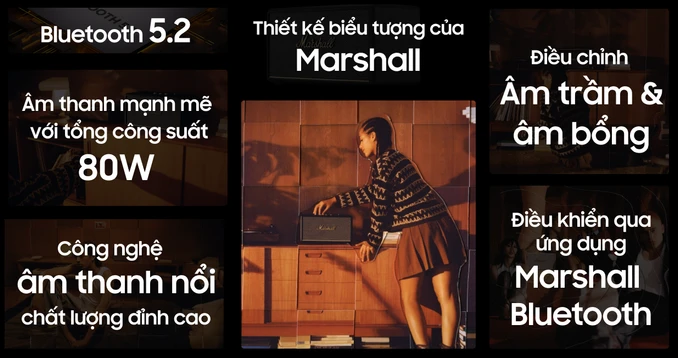 Bluetooth 5.2
Âm thanh mạnh mẽ
với tổng công suất
80W
Công nghệ
âm thanh nổi
chất lượng đỉnh cao
Thiết kế biểu tượng của
Marshall
Điều chỉnh
Âm trầm &
âm bổng
Điều khiển qua
ứng dụng
Marshall
Bluetooth